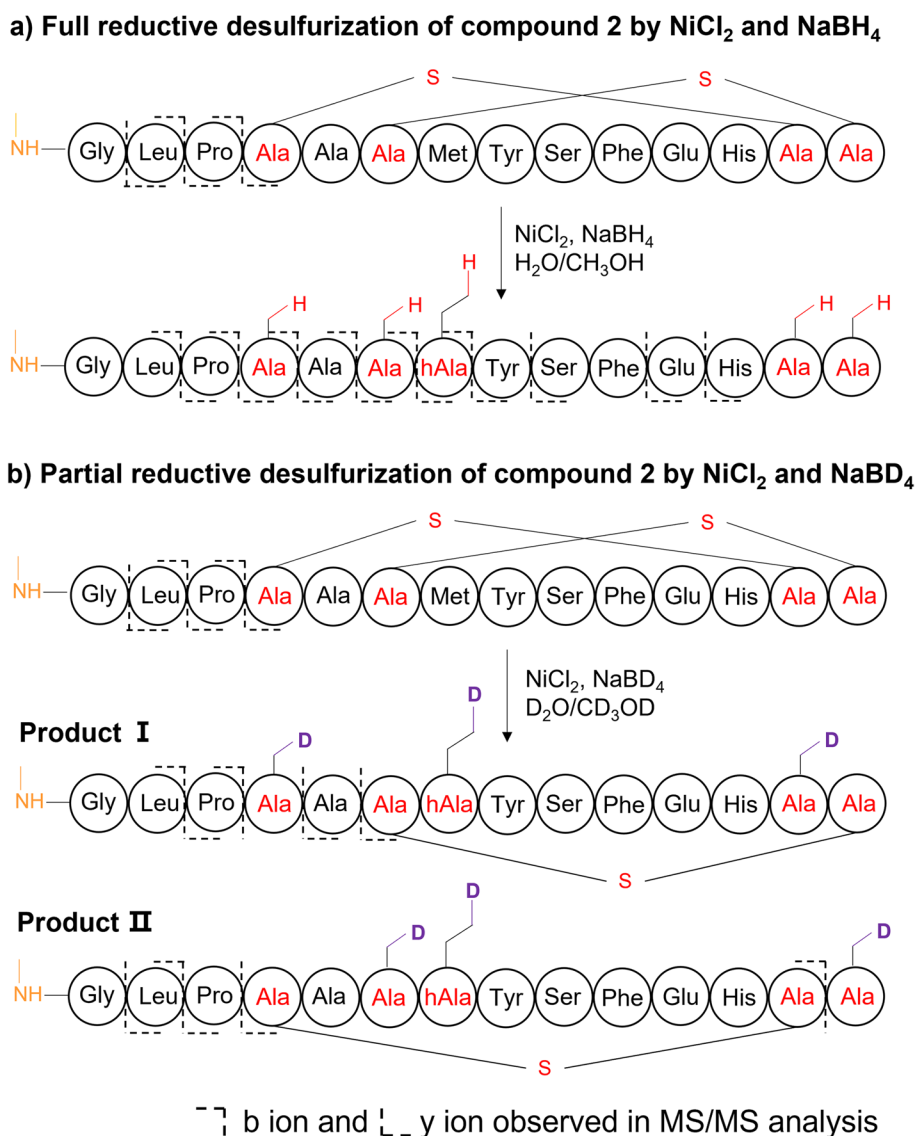 a) Full reductive desulfurization of compound 2 by NiCl₂ and NaBH₄
S S
NH Gly Leu Pro Ala Ala Ala Met Tyr Ser Phe Glu His Ala Ala
NiCl₂, NaBH₄
H₂O/CH₃OH
H H H H H
NH Gly Leu Pro Ala Ala Ala hAla Tyr Ser Phe Glu His Ala Ala
b) Partial reductive desulfurization of compound 2 by NiCl₂ and NaBD₄
S S
NH Gly Leu Pro Ala Ala Ala Met Tyr Ser Phe Glu His Ala Ala
NiCl₂, NaBD₄
D₂O/CD₃OD
Product Ⅰ
D D D
NH Gly Leu Pro Ala Ala Ala hAla Tyr Ser Phe Glu His Ala Ala
S
Product Ⅱ
D D D
NH Gly Leu Pro Ala Ala Ala hAla Tyr Ser Phe Glu His Ala Ala
S
b ion and y ion observed in MS/MS analysis